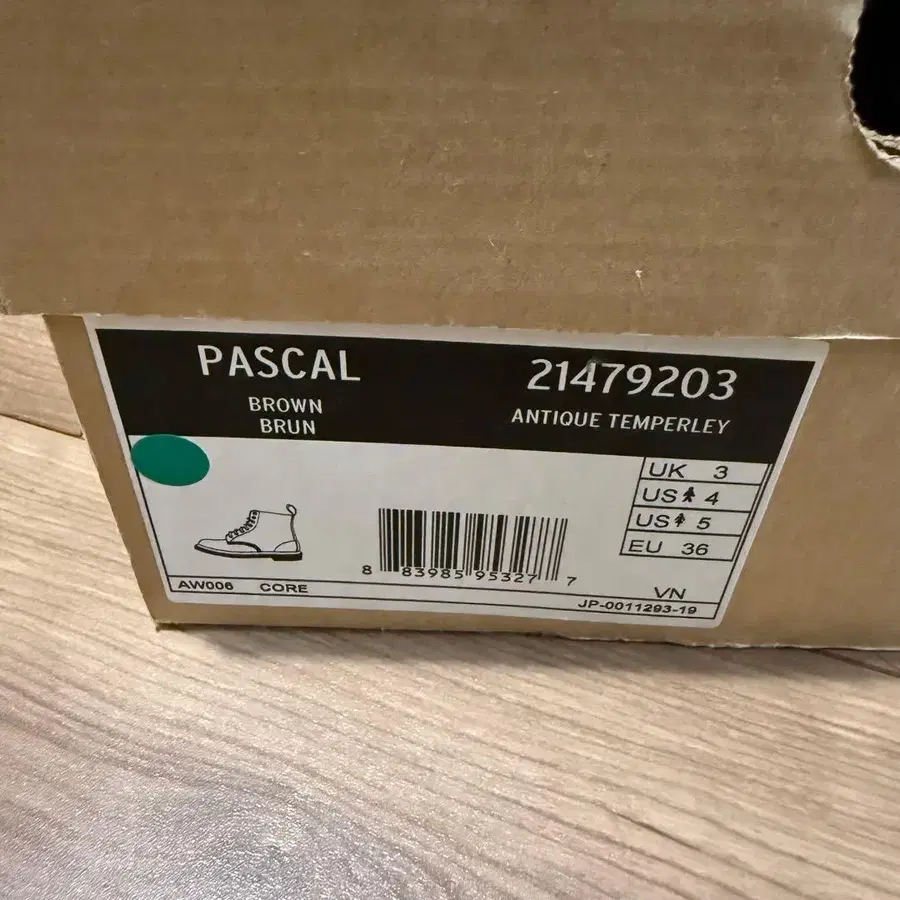 PASCAL
BROWN
BRUN
21479203
ANTIQUE TEMPERLEY
UK 3
US 4
US 5
EU 36
8 83985 95327 7
AW006 CORE
VN
JP-0011293-19